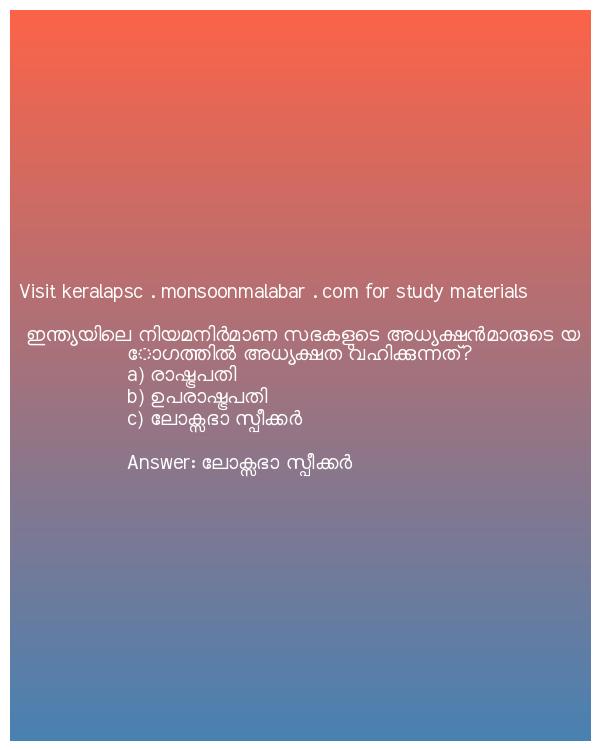 Visit keralapsc . monsoonmalabar . com for study materials
ഇന്ത്യയിലെ നിയമനിർമാണ സഭകളുടെ അധ്യക്ഷൻമാരുടെ യ
ോഗത്തിൽ അധ്യക്ഷത വഹിക്കുന്നത്?
a) രാഷ്ട്രപതി
b) ഉപരാഷ്ട്രപതി
c) ലോക്സഭാ സ്പീക്കർ
Answer: ലോക്സഭാ സ്പീക്കർ